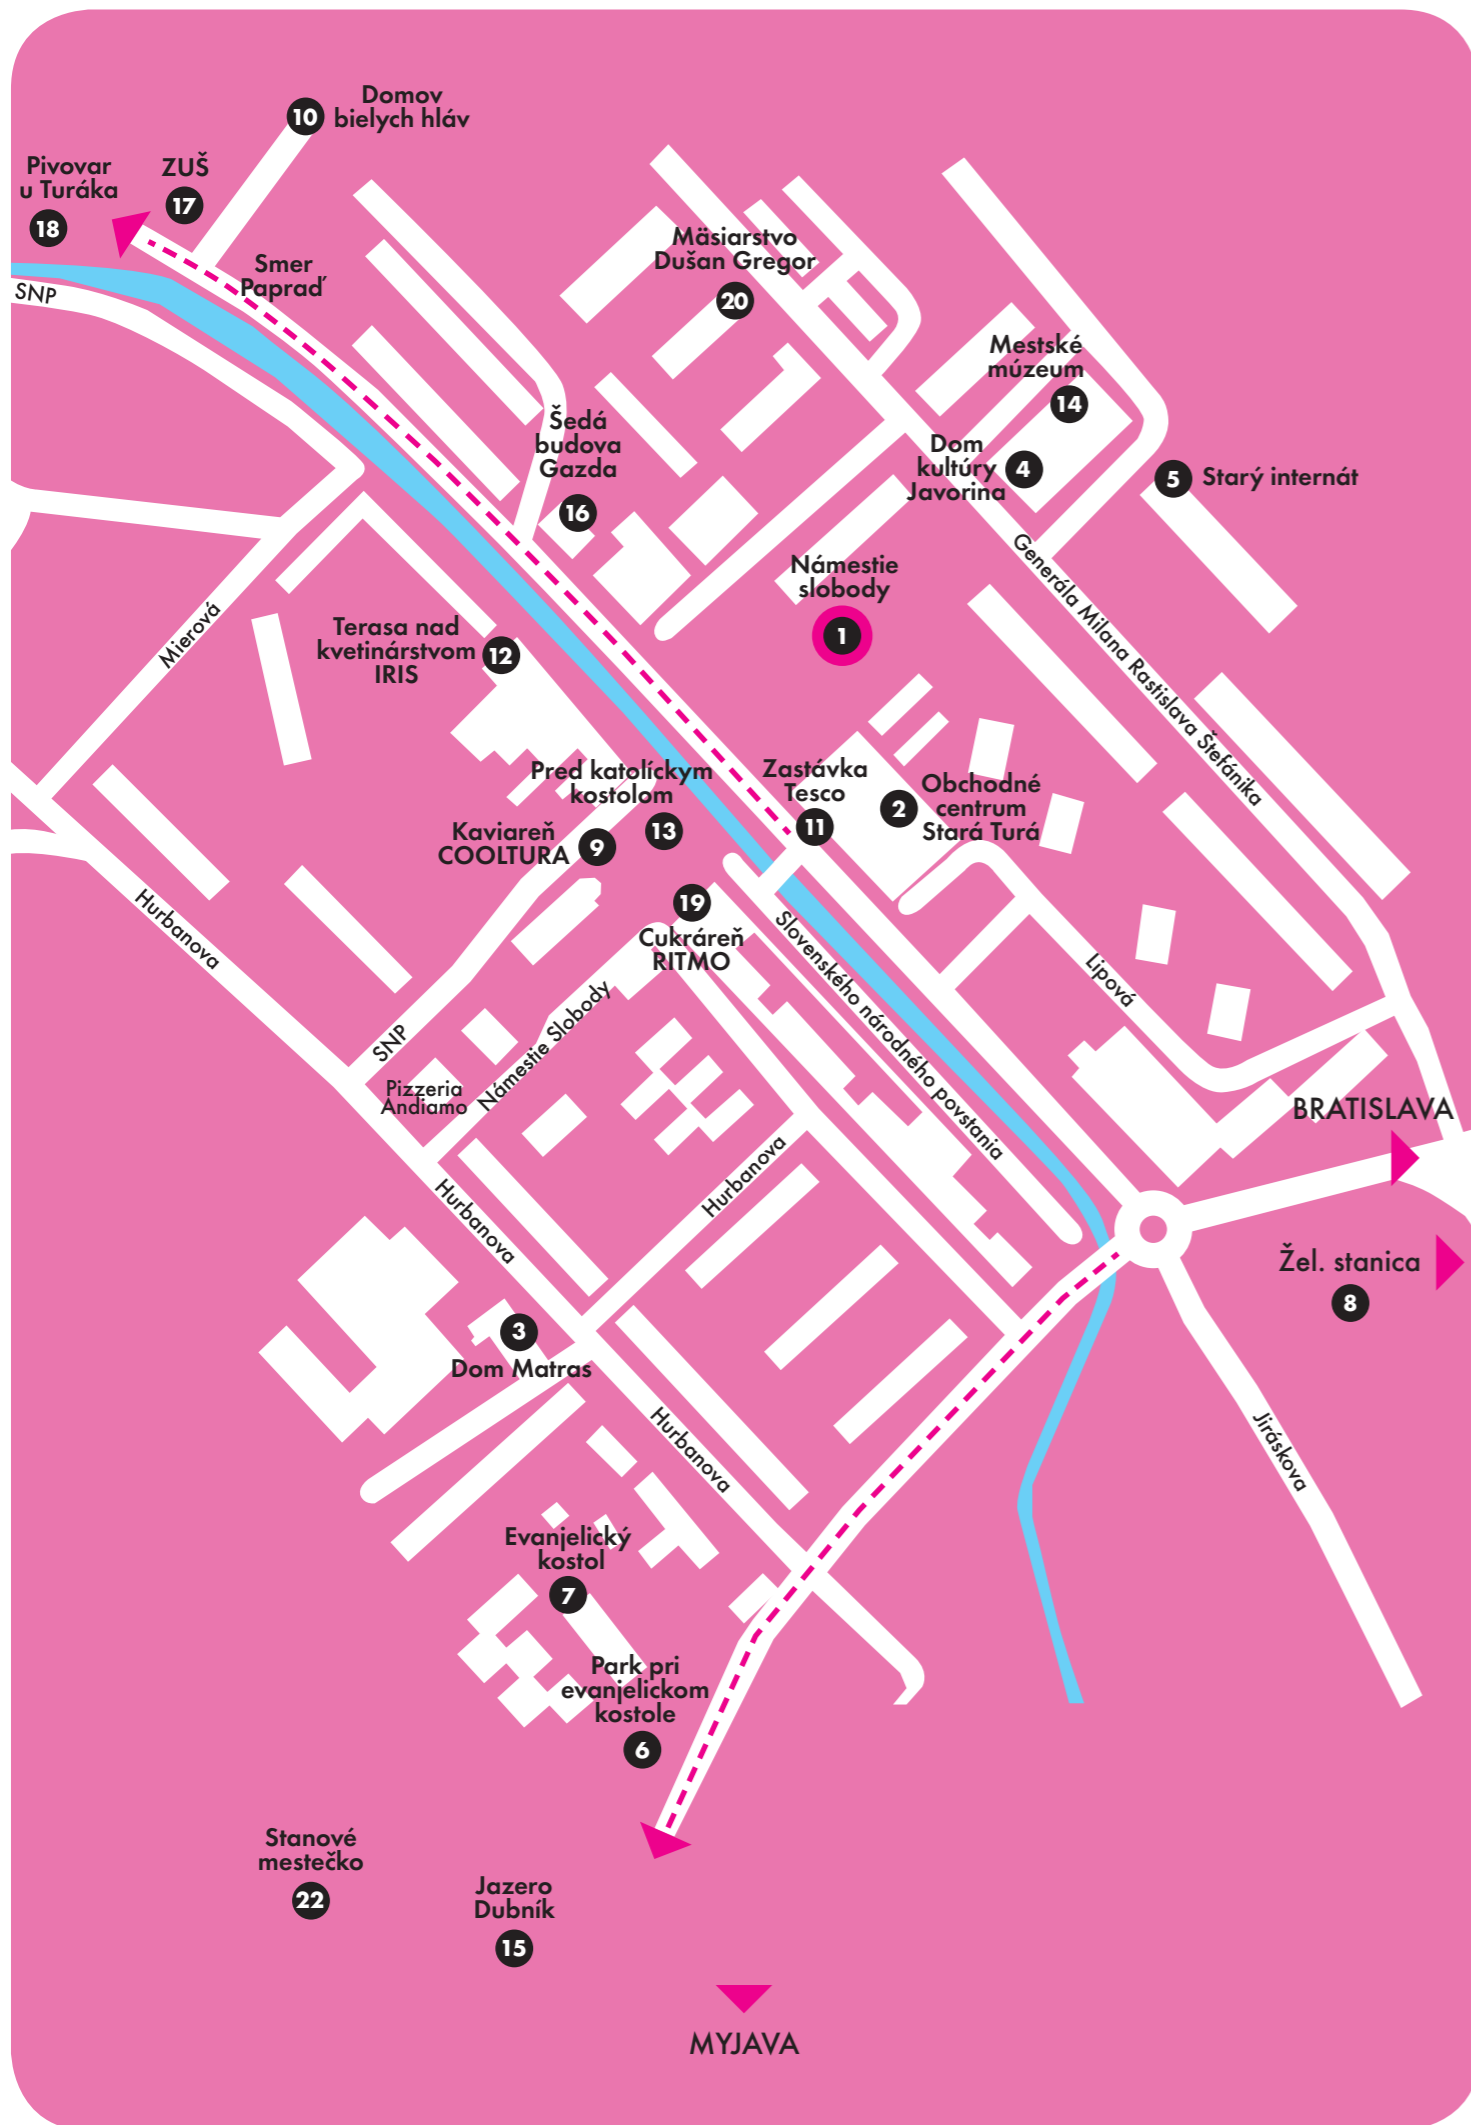 Domov
bielych hláv
10
Pivovar
u Turáka
18
ZUŠ
17
Smer
Papraď
SNP
Mäsiarstvo
Dušan Gregor
20
Mestské
múzeum
14
Šedá
budova
Gazda
16
Dom
kultúry
Javorina
4
5
Starý internát
Námestie
slobody
1
Generála Milana Rastislava Štefánika
Mierová
Terasa nad
kvetinárstvom
IRIS
12
Pred katolíckym
kostolom
13
Zastávka
Tesco
11
2
Obchodné
centrum
Stará Turá
Kaviareň
COOLTURA
9
19
Cukráreň
RITMO
Hurbanova
Slovenského národného povstania
Lipová
SNP
Námestie Slobody
Pizzeria
Andiamo
BRATISLAVA
Hurbanova
Hurbanova
Žel. stanica
8
3
Dom Matras
Hurbanova
Jiráskova
Evanjelický
kostol
7
Park pri
evanjelickom
kostole
6
Stanové
mestečko
22
Jazero
Dubník
15
MYJAVA